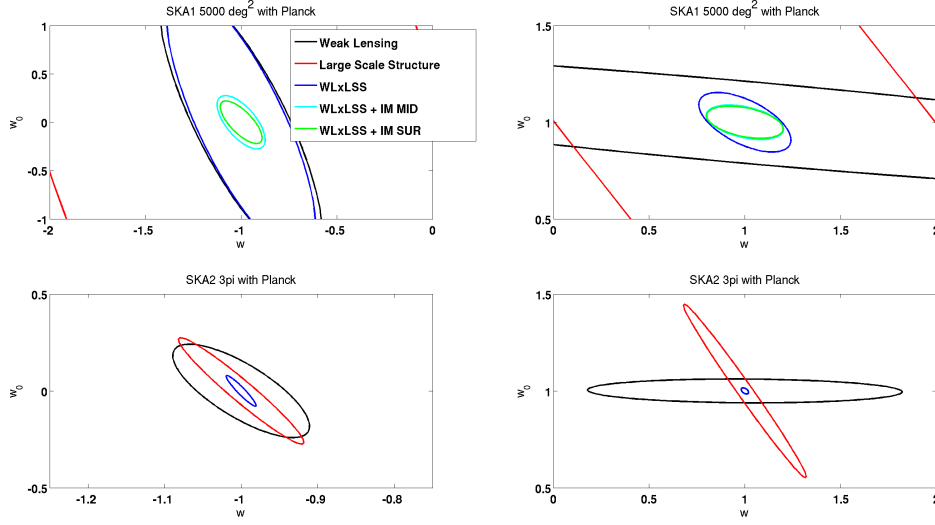 SKA1 5000 deg² with Planck
1
0.5
0
-0.5
-1
w₀
-2
-1.5
-1
-0.5
0
w
Weak Lensing
Large Scale Structure
WLxLSS
WLxLSS + IM MID
WLxLSS + IM SUR
SKA1 5000 deg² with Planck
1.5
1
0.5
w₀
0
0.5
1
1.5
2
w
SKA2 3pi with Planck
0.5
0
-0.5
w₀
-1.2
-1.1
-1
-0.9
-0.8
w
SKA2 3pi with Planck
1.5
1
0.5
w₀
0
0.5
1
1.5
2
w